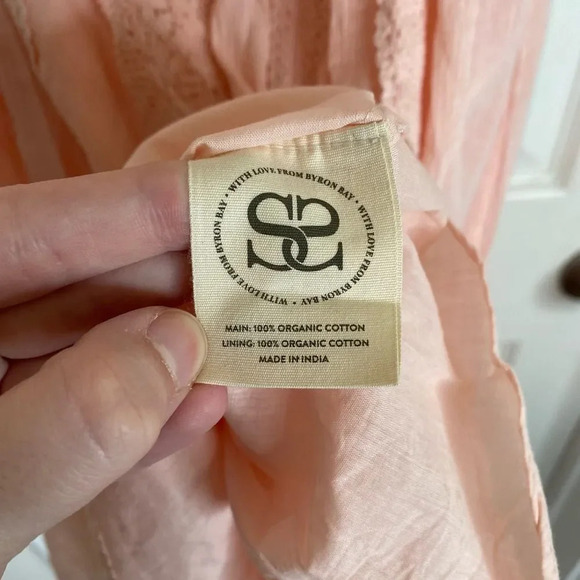 WITH LOVE FROM BYRON BAY • WITH LOVE FROM BYRON BAY • WITH LOVE FROM BYRON BAY •
MAIN: 100% ORGANIC COTTON
LINING: 100% ORGANIC COTTON
MADE IN INDIA